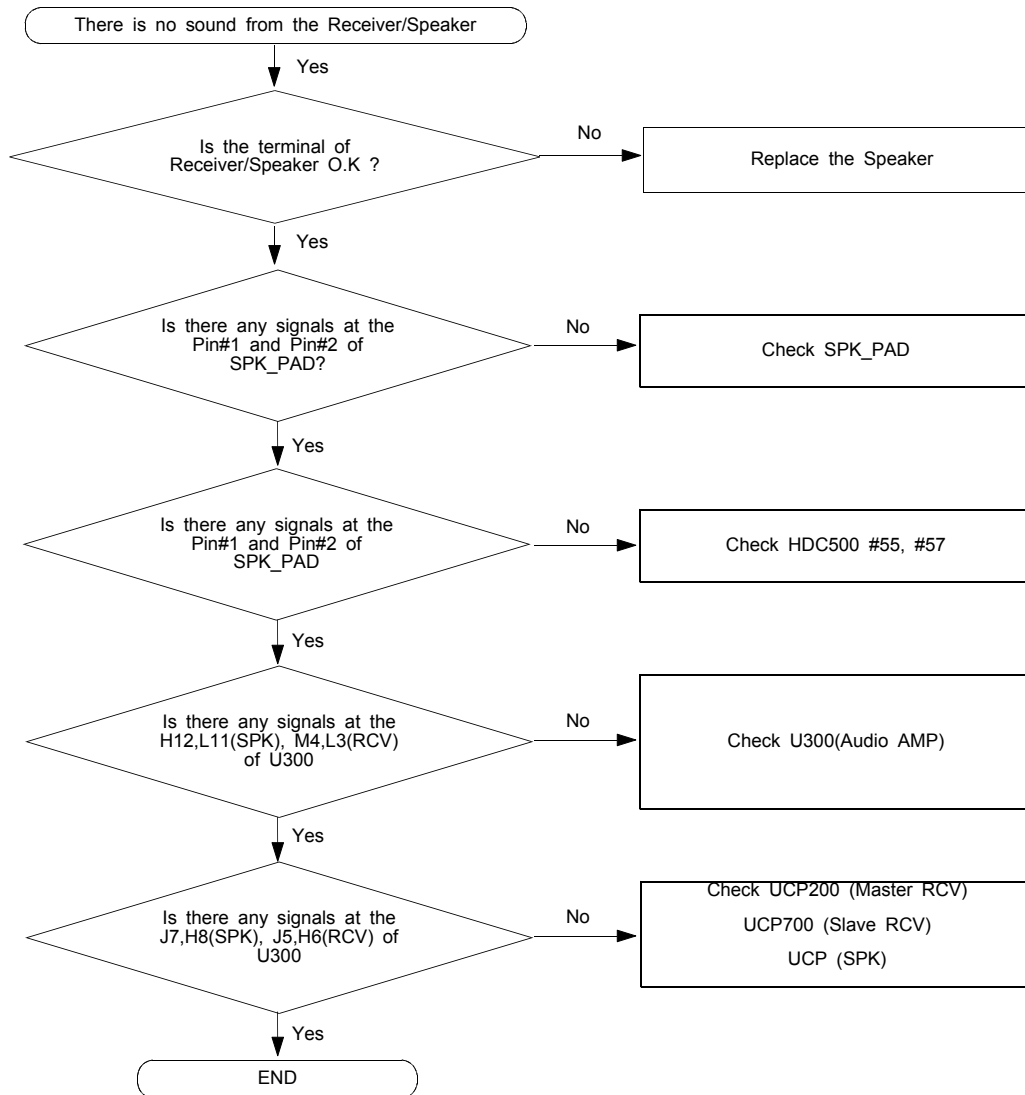 There is no sound from the Receiver/Speaker
Yes
Is the terminal of
Receiver/Speaker O.K ?
No
Replace the Speaker
Yes
Is there any signals at the
Pin#1 and Pin#2 of
SPK_PAD?
No
Check SPK_PAD
Yes
Is there any signals at the
Pin#1 and Pin#2 of
SPK_PAD
No
Check HDC500 #55, #57
Yes
Is there any signals at the
H12,L11(SPK), M4,L3(RCV)
of U300
No
Check U300(Audio AMP)
Yes
Is there any signals at the
J7,H8(SPK), J5,H6(RCV) of
U300
No
Check UCP200 (Master RCV)
UCP700 (Slave RCV)
UCP (SPK)
Yes
END